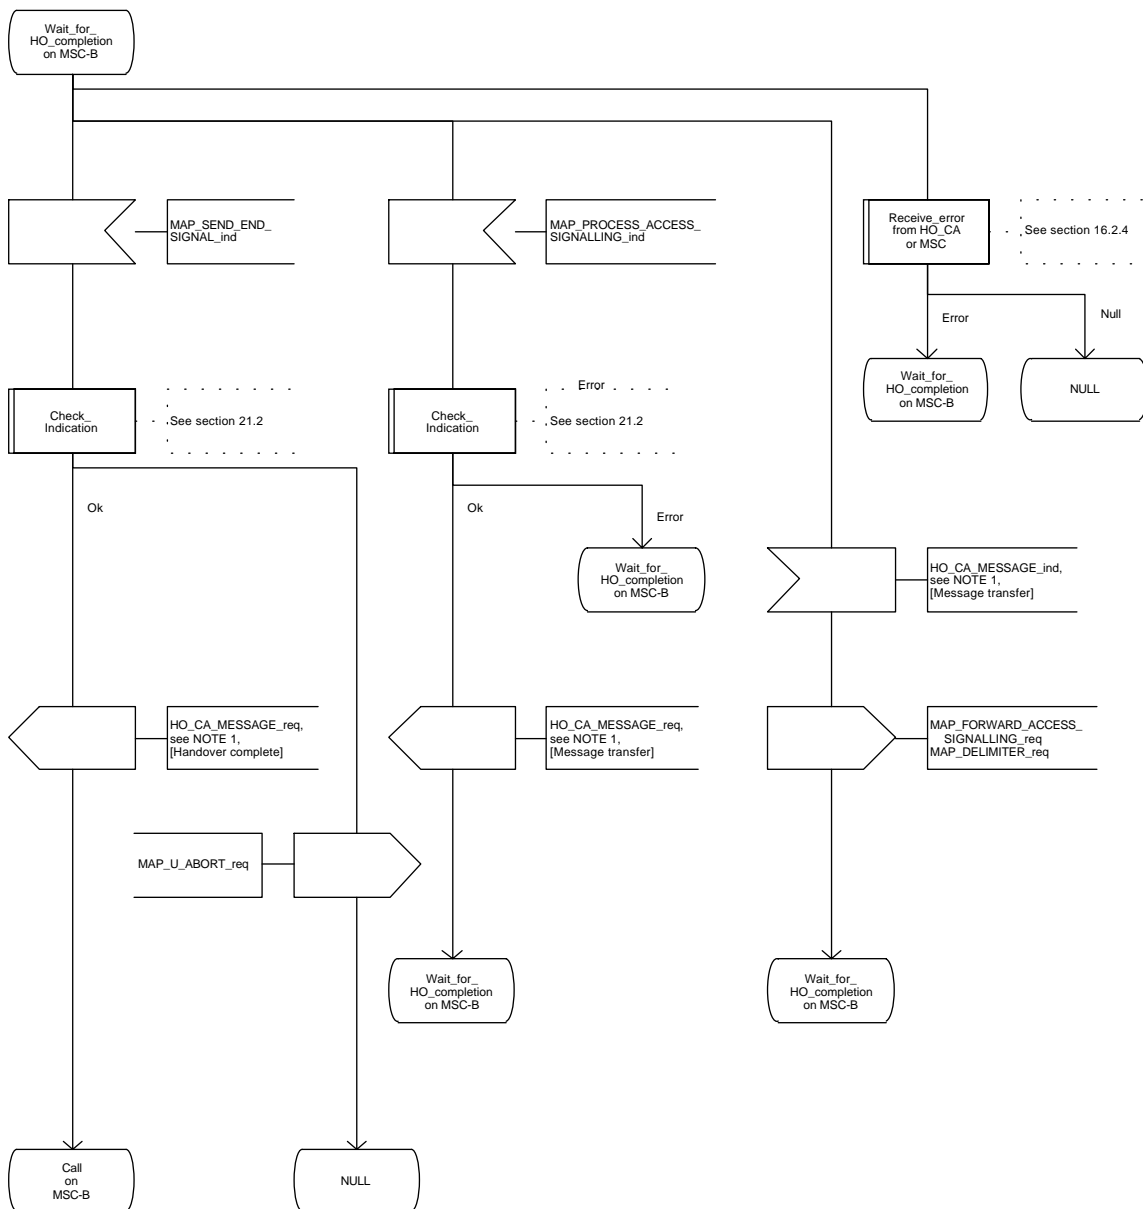 Wait_for_
HO_completion
on MSC-B
MAP_SEND_END_
SIGNAL_ind
MAP_PROCESS_ACCESS_
SIGNALLING_ind
Receive_error
from HO_CA
or MSC
See section 16.2.4
Error
Null
Wait_for_
HO_completion
on MSC-B
NULL
Check_
Indication
See section 21.2
Error
Check_
Indication
See section 21.2
Ok
Ok
Error
Wait_for_
HO_completion
on MSC-B
HO_CA_MESSAGE_ind,
see NOTE 1,
[Message transfer]
HO_CA_MESSAGE_req,
see NOTE 1,
[Handover complete]
HO_CA_MESSAGE_req,
see NOTE 1,
[Message transfer]
MAP_FORWARD_ACCESS_
SIGNALLING_req
MAP_DELIMITER_req
MAP_U_ABORT_req
Wait_for_
HO_completion
on MSC-B
Wait_for_
HO_completion
on MSC-B
Call
on
MSC-B
NULL